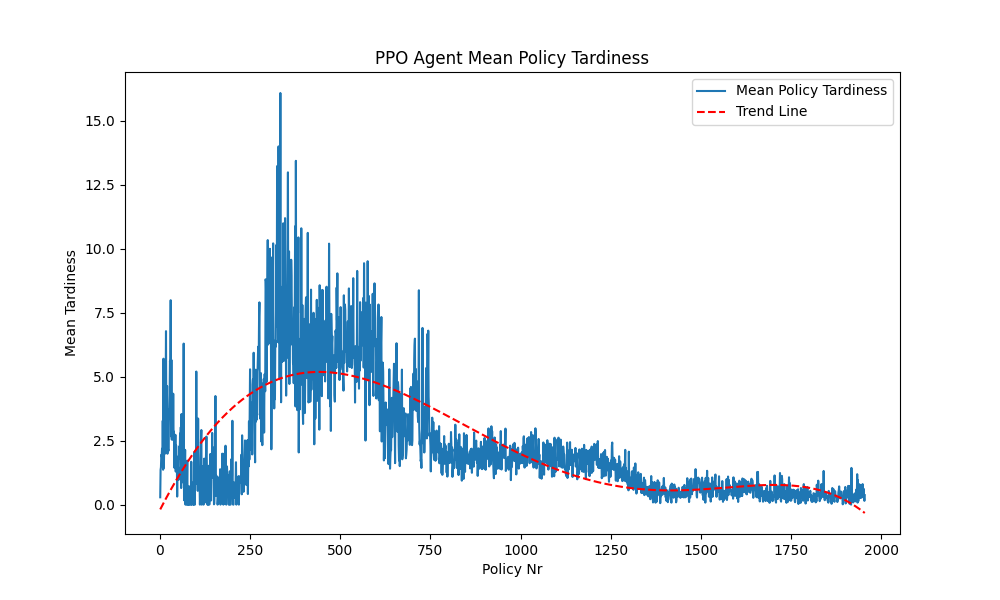 PPO Agent Mean Policy Tardiness
Mean Policy Tardiness
Trend Line
15.0
12.5
10.0
7.5
5.0
2.5
0.0
Mean Tardiness
0 250 500 750 1000 1250 1500 1750 2000
Policy Nr